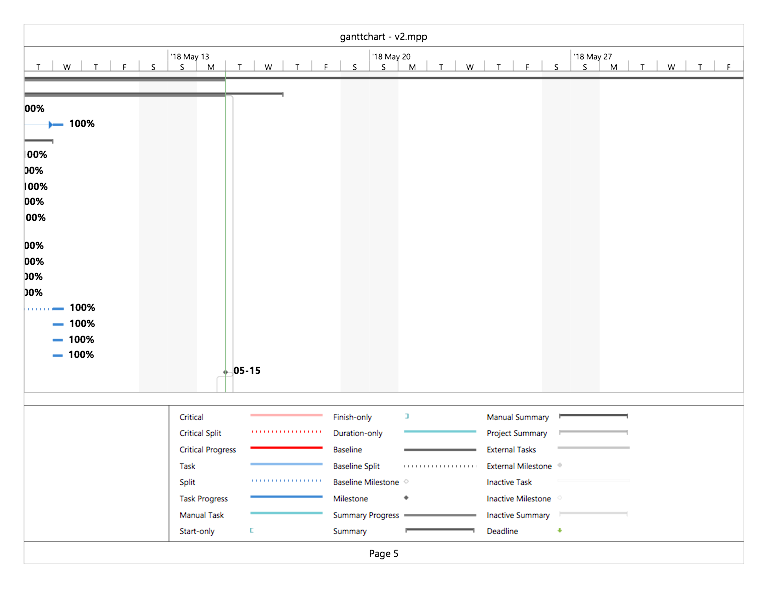 ganttchart - v2.mpp
'18 May 13 '18 May 20 '18 May 27
T W T F S S M T W T F S S M T W T F S S M T W T F
00%
100%
00%
00%
100%
00%
00%
00%
00%
00%
00%
100%
100%
100%
100%
05-15
Critical Finish-only Manual Summary
Critical Split Duration-only Project Summary
Critical Progress Baseline External Tasks
Task Baseline Split External Milestone
Split Baseline Milestone Inactive Task
Task Progress Milestone Inactive Milestone
Manual Task Summary Progress Inactive Summary
Start-only Summary Deadline
Page 5